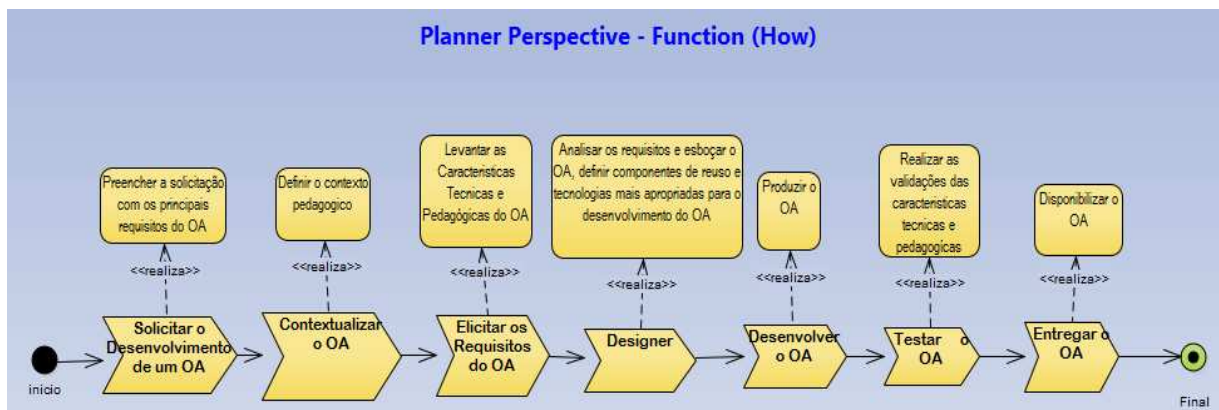 Planner Perspective - Function (How)
Preencher a solicitação
com os principais
requisitos do OA
Definir o contexto
pedagogico
Levantar as
Caracteristicas
Tecnicas e
Pedagógicas do OA
Analisar os requisitos e esboçar o
OA, definir componentes de reuso e
tecnologias mais apropriadas para o
desenvolvimento do OA
Produzir o
OA
Realizar as
validações das
caracteristicas
tecnicas e
pedagogicas
Disponibilizar o
OA
<<realiza>>
<<realiza>>
<<realiza>>
<<realiza>>
<<realiza>>
<<realiza>>
<<realiza>>
inicio
Solicitar o
Desenvolvimento
de um OA
Contextualizar
o OA
Elicitar os
Requisitos
do OA
Designer
Desenvolver
o OA
Testar o
OA
Entregar o
OA
Final